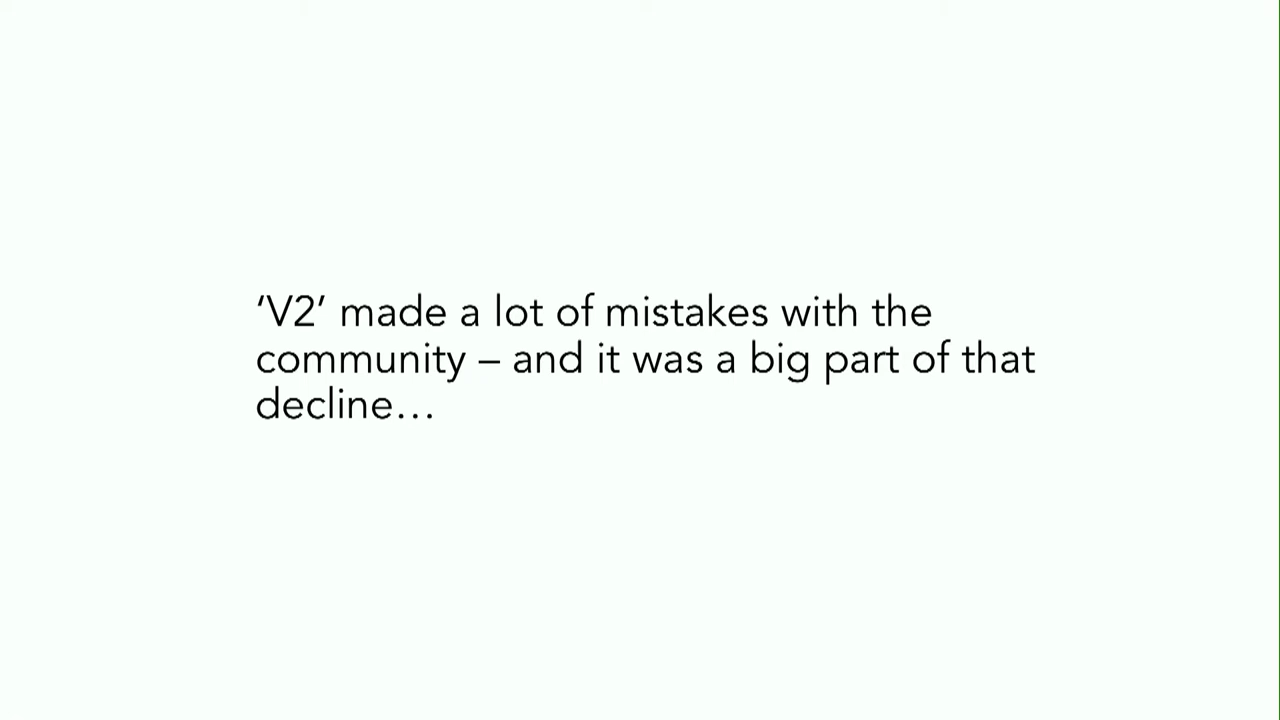 ‘V2’ made a lot of mistakes with the
community – and it was a big part of that
decline…